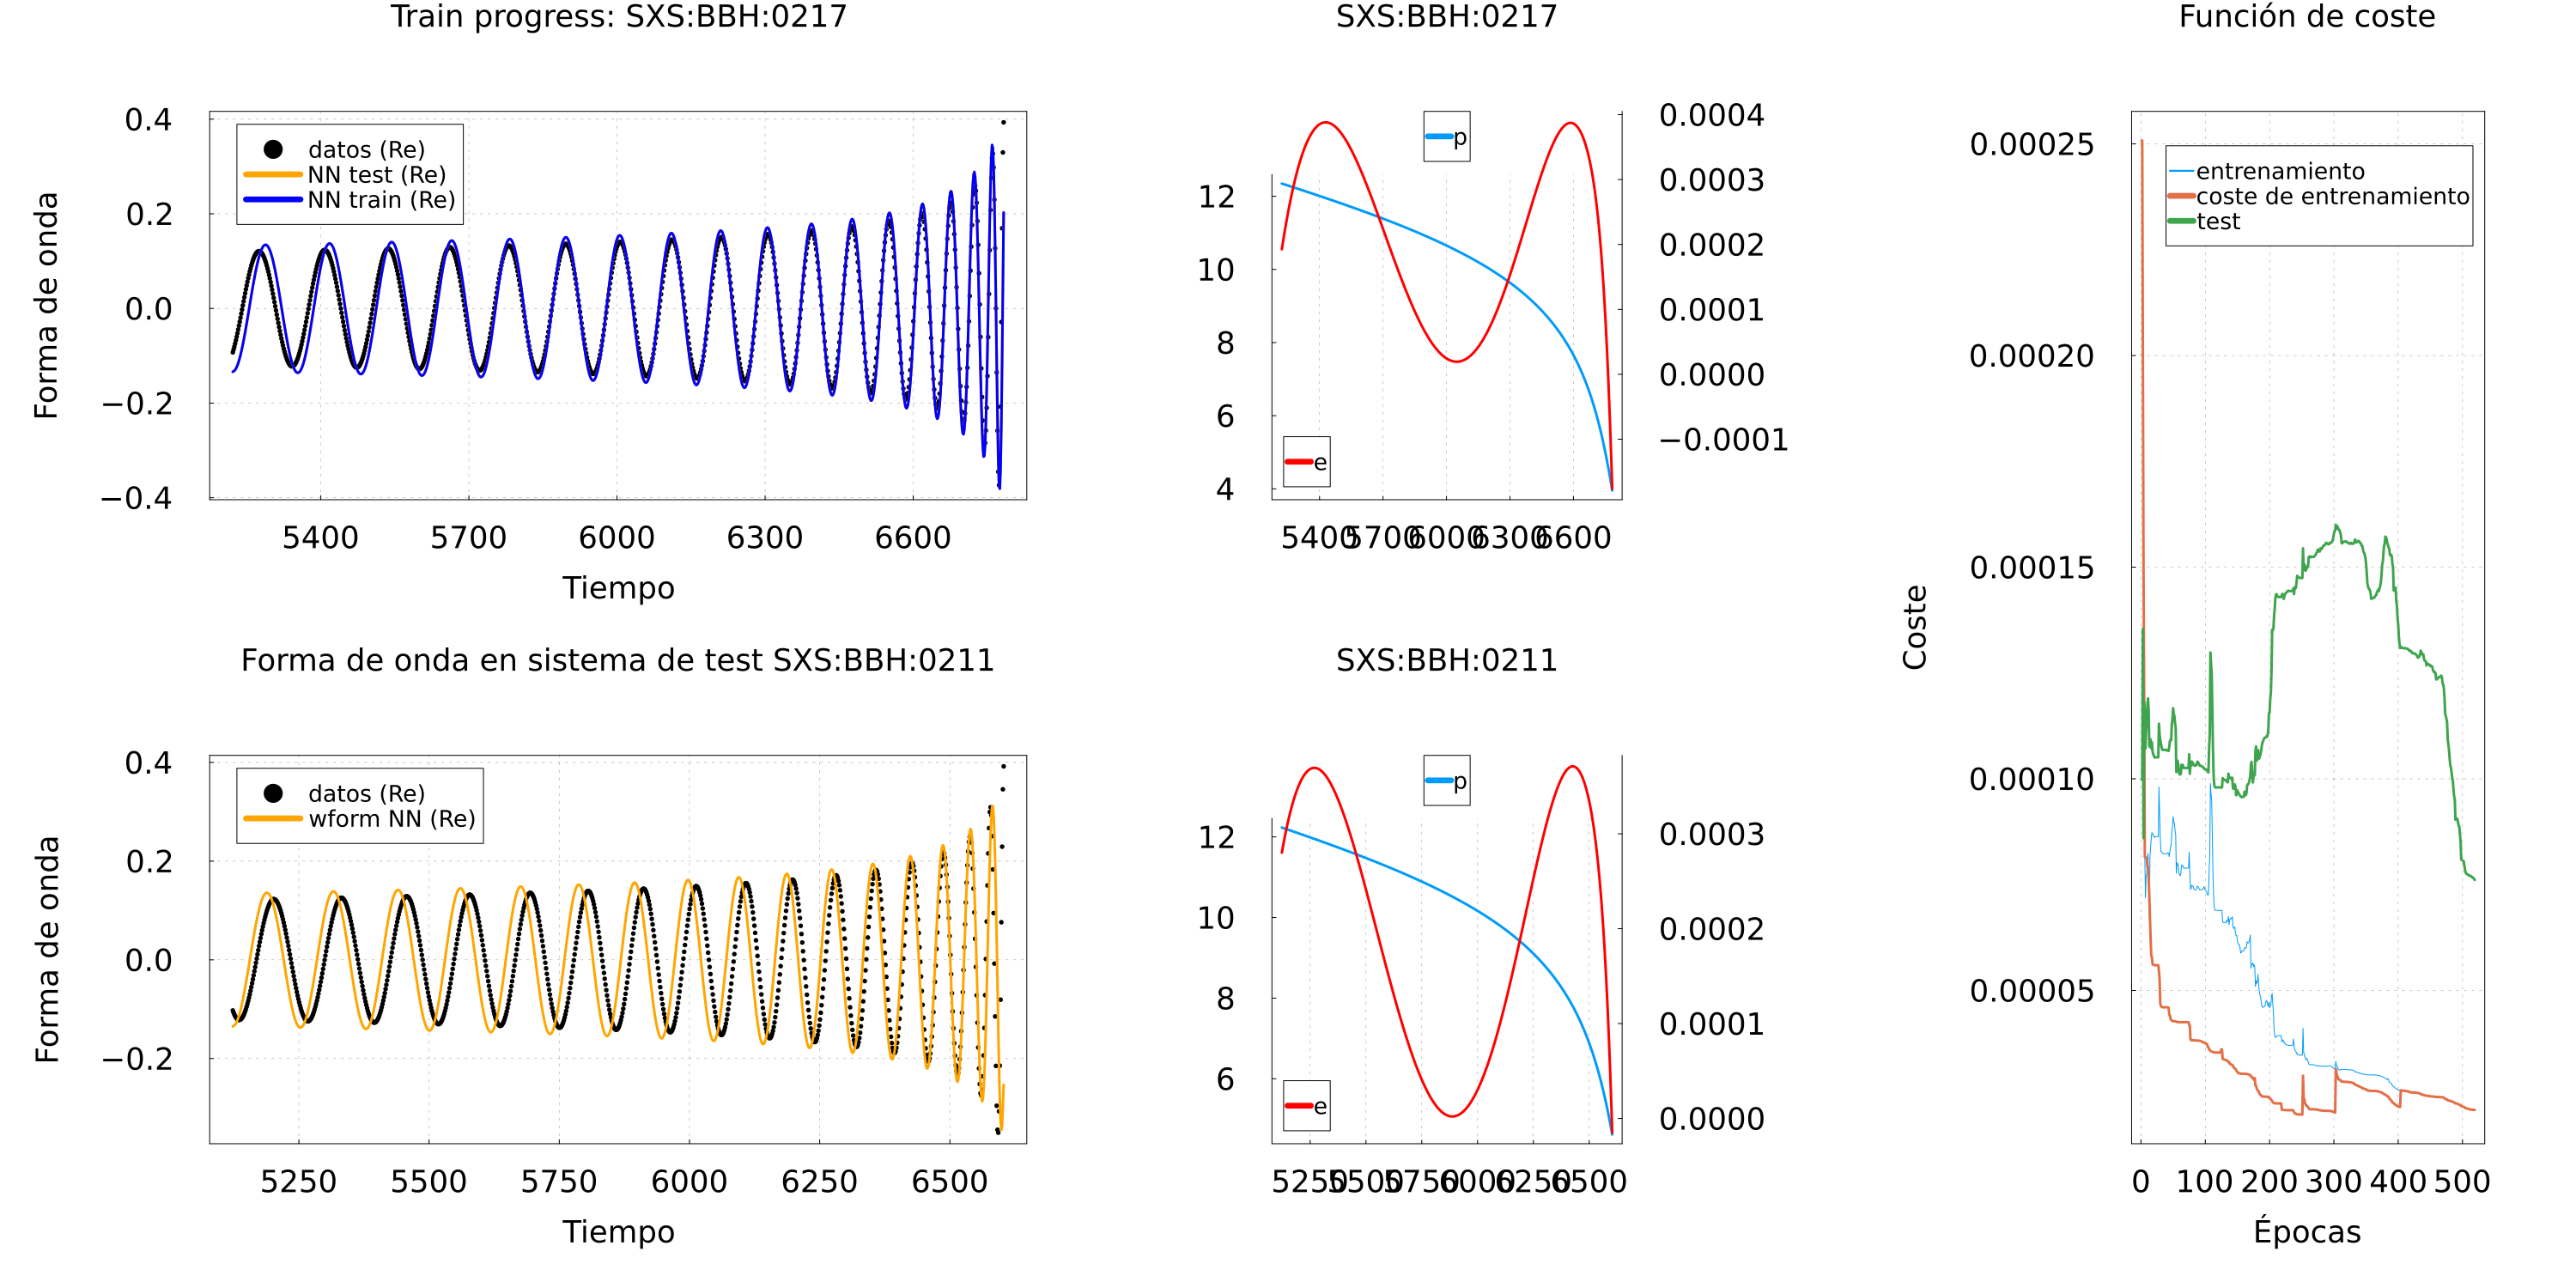 Train progress: SXS:BBH:0217
SXS:BBH:0217
Función de coste
0.4
0.2
0.0
−0.2
−0.4
Forma de onda
datos (Re)
NN test (Re)
NN train (Re)
5400 5700 6000 6300 6600
Tiempo
12
10
8
6
4
p
e
0.0004
0.0003
0.0002
0.0001
0.0000
−0.0001
5400 5700 6000 6300 6600
Forma de onda en sistema de test SXS:BBH:0211
SXS:BBH:0211
0.4
0.2
0.0
−0.2
Forma de onda
datos (Re)
wform NN (Re)
5250 5500 5750 6000 6250 6500
Tiempo
12
10
8
6
p
e
0.0003
0.0002
0.0001
0.0000
5250 5500 5750 6000 6250 6500
Coste
0.00025
0.00020
0.00015
0.00010
0.00005
entrenamiento
coste de entrenamiento
test
0 100 200 300 400 500
Épocas